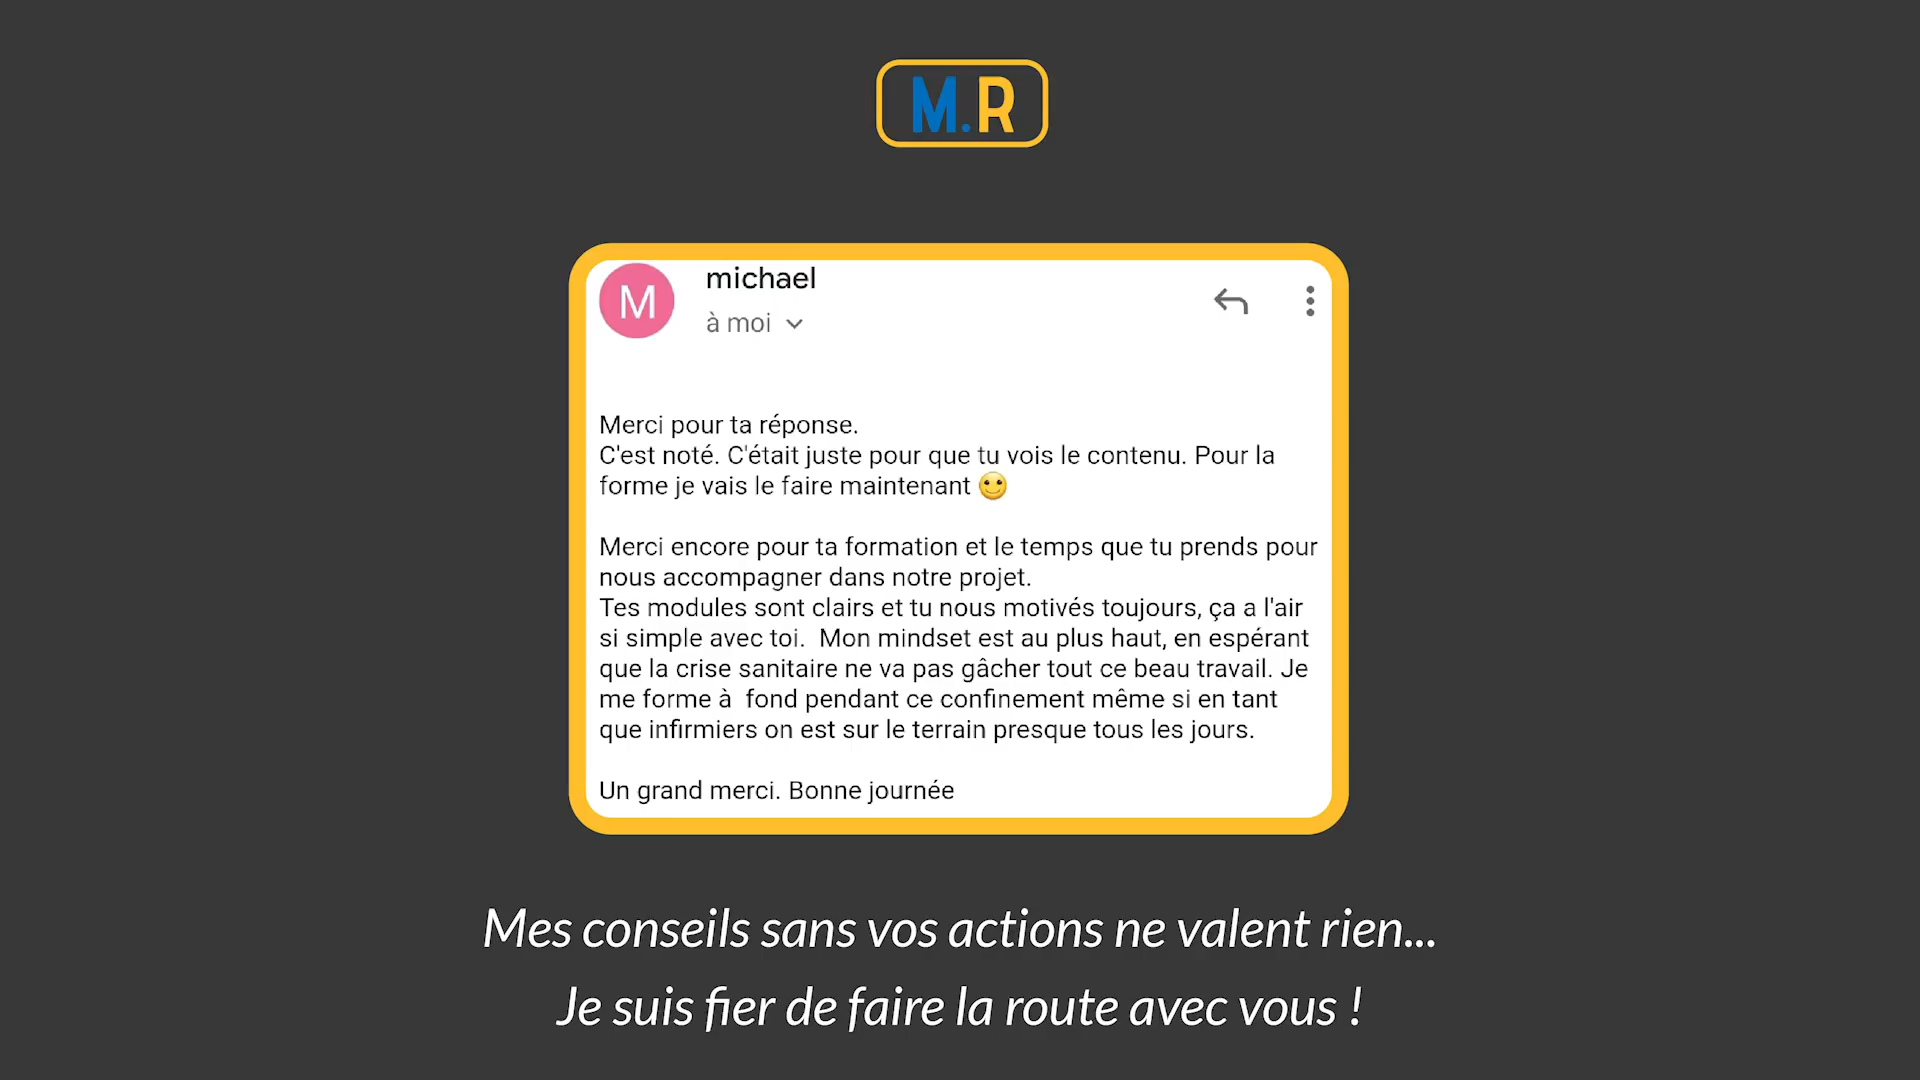 M.R
M
michael
à moi
Merci pour ta réponse.
C'est noté. C'était juste pour que tu vois le contenu. Pour la
forme je vais le faire maintenant 🙂
Merci encore pour ta formation et le temps que tu prends pour
nous accompagner dans notre projet.
Tes modules sont clairs et tu nous motivés toujours, ça a l'air
si simple avec toi.  Mon mindset est au plus haut, en espérant
que la crise sanitaire ne va pas gâcher tout ce beau travail. Je
me forme à  fond pendant ce confinement même si en tant
que infirmiers on est sur le terrain presque tous les jours.
Un grand merci. Bonne journée
Mes conseils sans vos actions ne valent rien...
Je suis fier de faire la route avec vous !